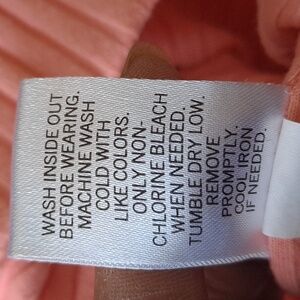 WASH INSIDE OUT
BEFORE WEARING.
MACHINE WASH
COLD WITH
LIKE COLORS.
ONLY NON-
CHLORINE BLEACH
WHEN NEEDED.
TUMBLE DRY LOW.
REMOVE
PROMPTLY.
COOL IRON
IF NEEDED.